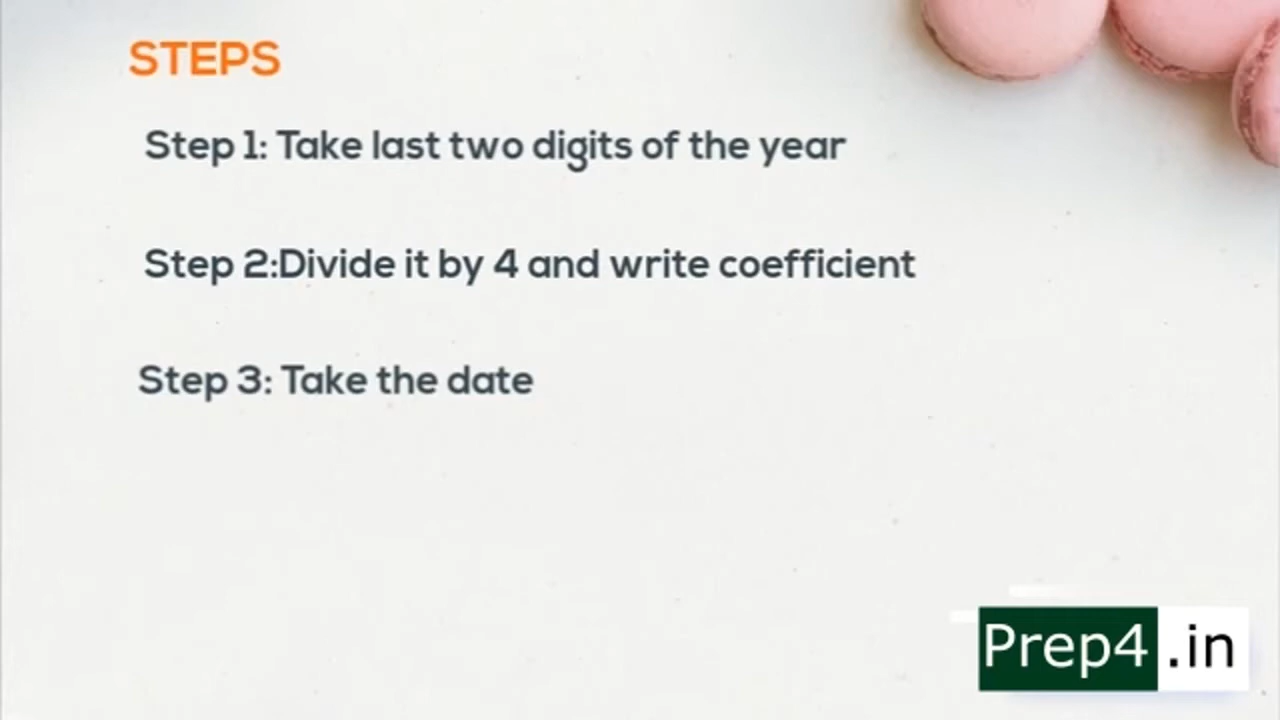 STEPS
Step 1: Take last two digits of the year
Step 2:Divide it by 4 and write coefficient
Step 3: Take the date
Prep4.in